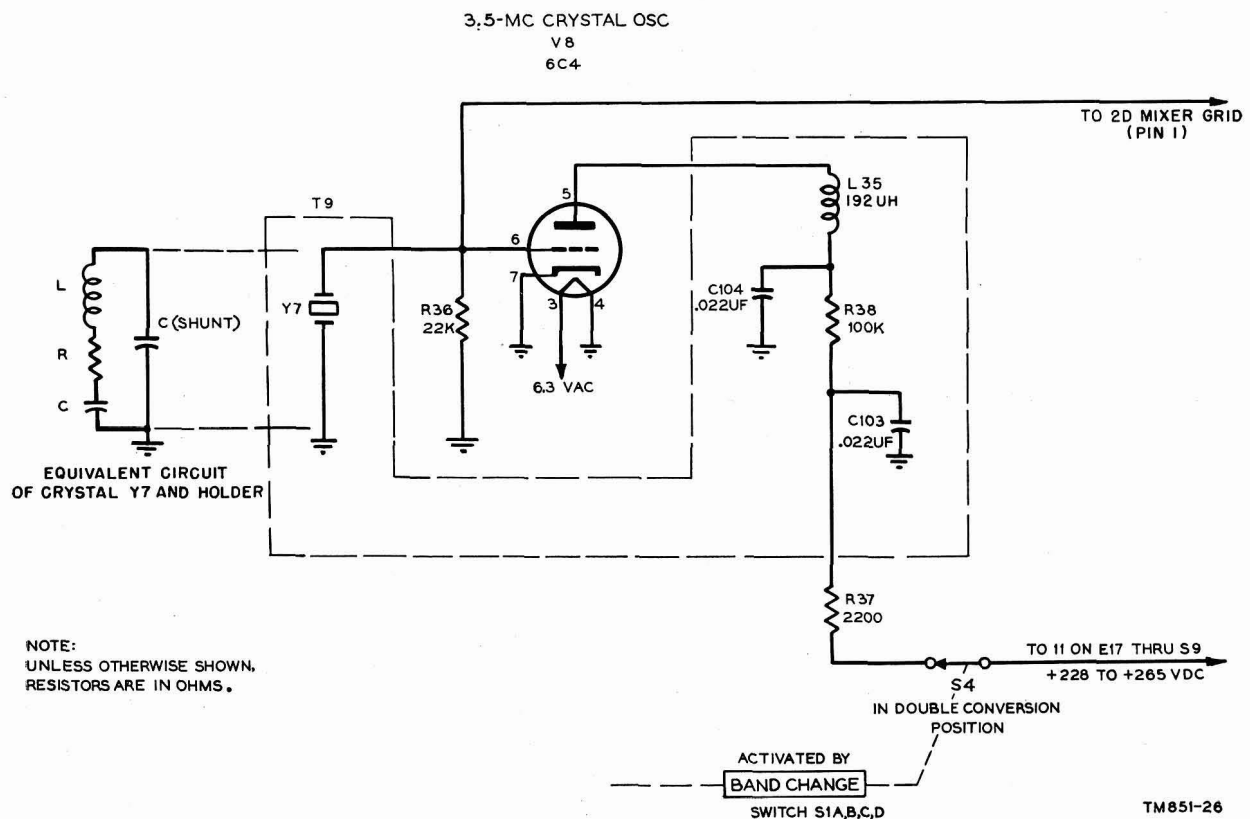 3.5-MC CRYSTAL OSC
V8
6C4
TO 2D MIXER GRID
(PIN 1)
T9
5
L35
192 UH
6
7
3
4
L
C (SHUNT)
R
C
Y7
R36
22K
C104
.022UF
R38
100K
6.3 VAC
C103
.022UF
EQUIVALENT CIRCUIT
OF CRYSTAL Y7 AND HOLDER
R37
2200
NOTE:
UNLESS OTHERWISE SHOWN,
RESISTORS ARE IN OHMS.
TO 11 ON E17 THRU S9
+228 TO +265 VDC
S4
IN DOUBLE CONVERSION
POSITION
ACTIVATED BY
BAND CHANGE
SWITCH S1A,B,C,D
TM851-26